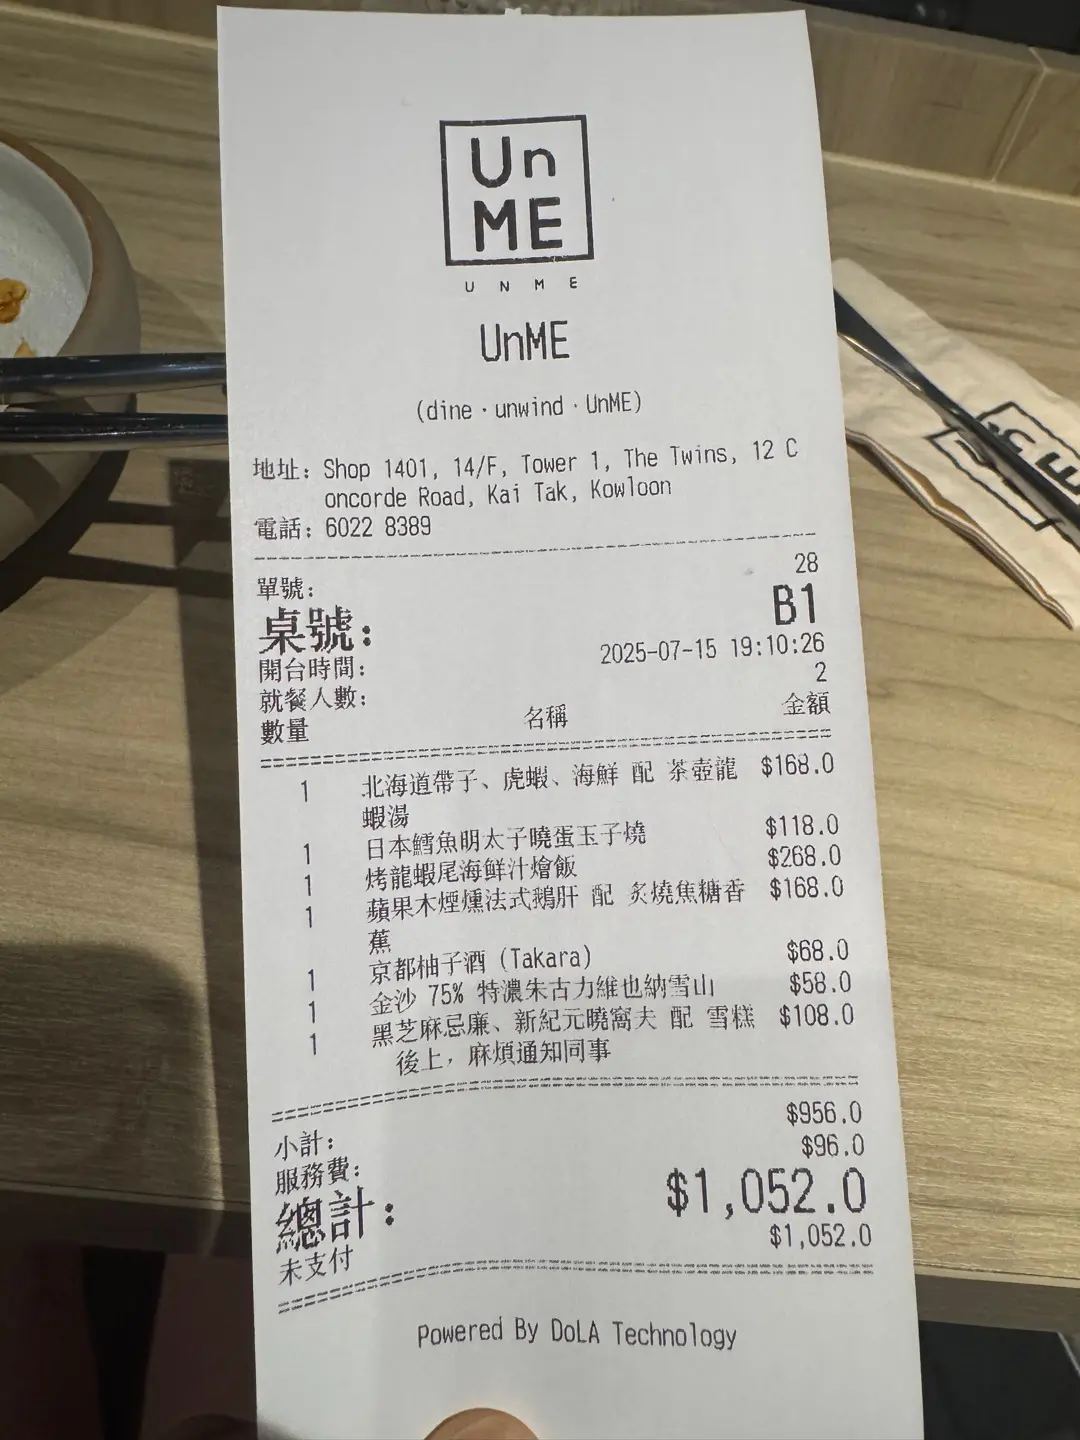 Un
ME
UNME
UnME
(dine · unwind · UnME)
地址: Shop 1401, 14/F, Tower 1, The Twins, 12 C
oncorde Road, Kai Tak, Kowloon
電話: 6022 8389
單號: 28
桌號: B1
開台時間: 2025-07-15 19:10:26
就餐人數: 2
數量 名稱 金額
1 北海道帶子、虎蝦、海鮮 配 茶壺龍 $168.0
蝦湯
1 日本鱈魚明太子曉蛋玉子燒 $118.0
1 烤龍蝦尾海鮮汁燴飯 $268.0
1 蘋果木煙燻法式鵝肝 配 炙燒焦糖香 $168.0
蕉
1 京都柚子酒 (Takara) $68.0
1 金沙 75% 特濃朱古力維也納雪山 $58.0
1 黑芝麻忌廉、新紀元曉窩夫 配 雪糕 $108.0
後上，麻煩通知同事
小計: $956.0
服務費: $96.0
總計: $1,052.0
未支付 $1,052.0
Powered By DoLA Technology